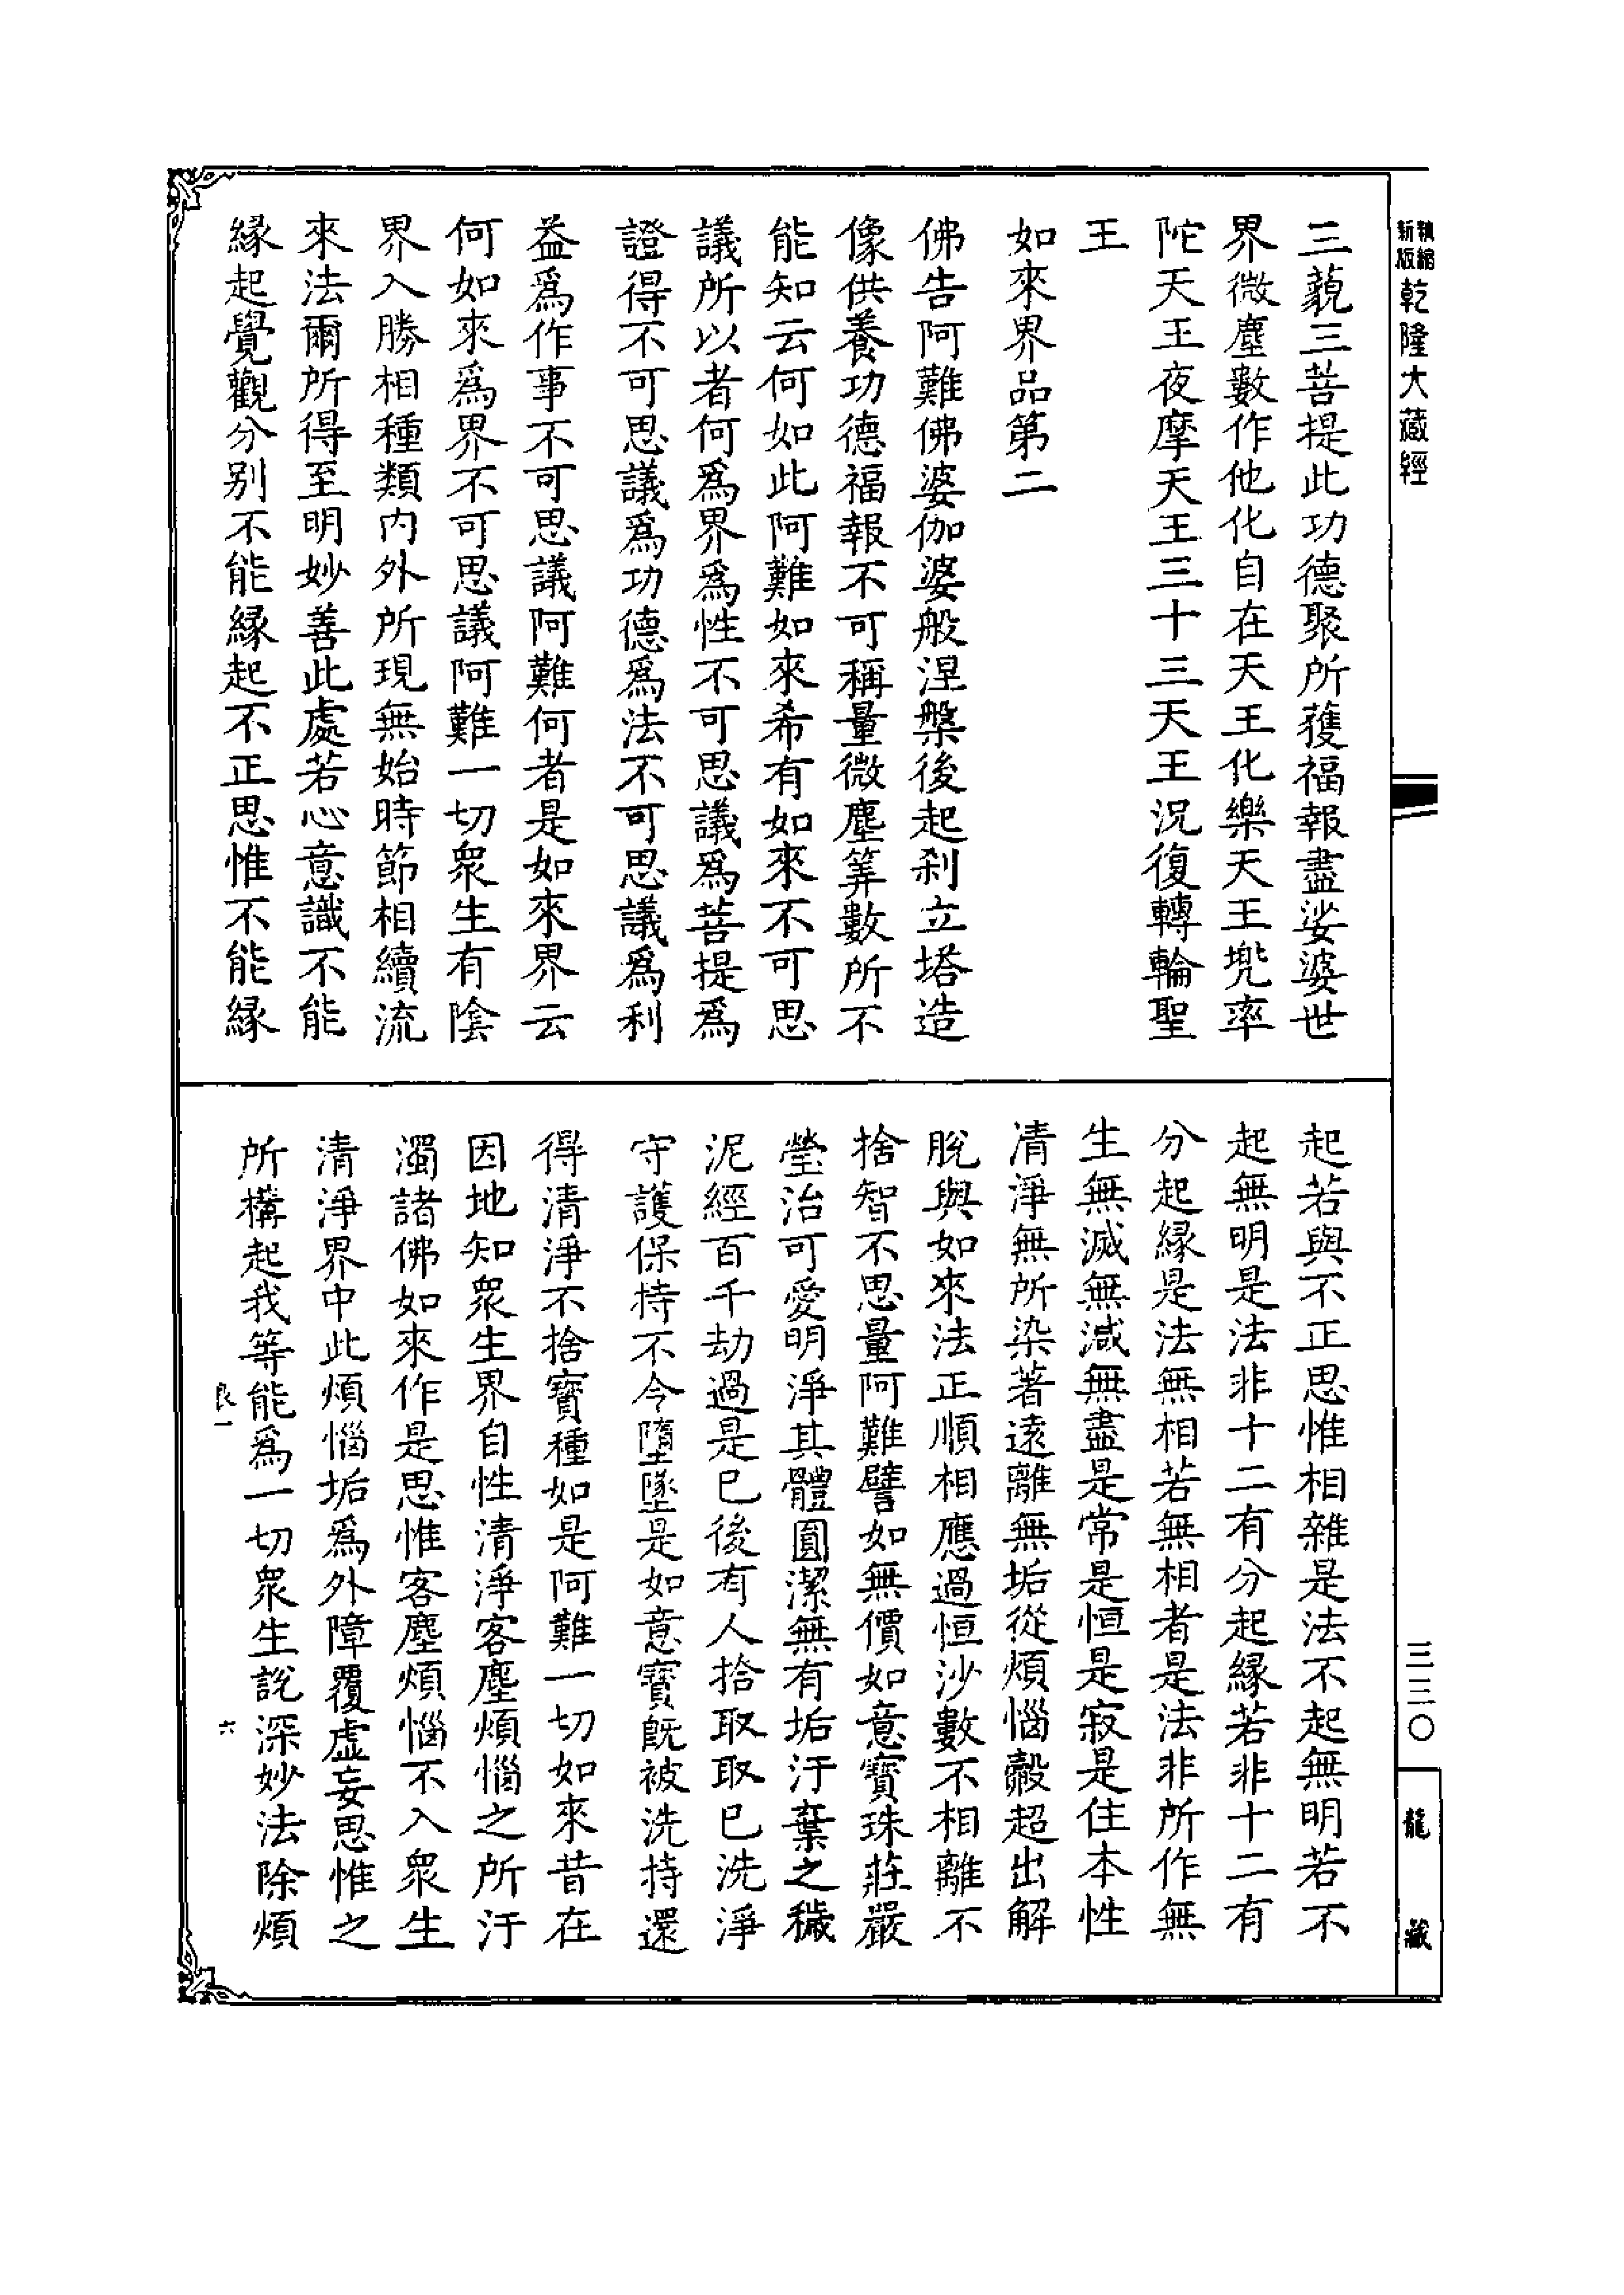 精縮新版乾隆大藏經
三三〇
龍藏
三藐三菩提此功德聚所獲福報盡娑婆世
界微塵數作他化自在天王化樂天王兜率
陀天王夜摩天王三十三天王況復轉輪聖
王
如來界品第二
佛告阿難佛婆伽婆般涅槃後起剎立塔造
像供養功德福報不可稱量微塵筭數所不
能知云何如此阿難如來希有如來不可思
議所以者何爲界爲性不可思議爲菩提爲
證得不可思議爲功德爲法不可思議爲利
益爲作事不可思議阿難何者是如來界云
何如來爲界不可思議阿難一切眾生有陰
界入勝相種類內外所現無始時節相續流
來法爾所得至明妙善此處若心意識不能
緣起覺觀分別不能緣起不正思惟不能緣
起若與不正思惟相雜是法不起無明若不
起無明是法非十二有分起緣若非十二有
分起緣是法無相若無相者是法非所作無
生無滅無減無盡是常是恒是寂是住本性
清淨無所染著遠離無垢從煩惱㲉超出解
脫與如來法正順相應過恒沙數不相離不
捨智不思量阿難譬如無價如意寶珠莊嚴
瑩治可愛明淨其體圓潔無有垢汙棄之穢
泥經百千劫過是已後有人拾取取已洗淨
守護保持不令墮墜是如意寶旣被洗持還
得清淨不捨寶種如是阿難一切如來昔在
因地知眾生界自性清淨客塵煩惱之所汙
濁諸佛如來作是思惟客塵煩惱不入眾生
清淨界中此煩惱垢爲外障覆虛妄思惟之
所構起我等能爲一切眾生說深妙法除煩
良一
六